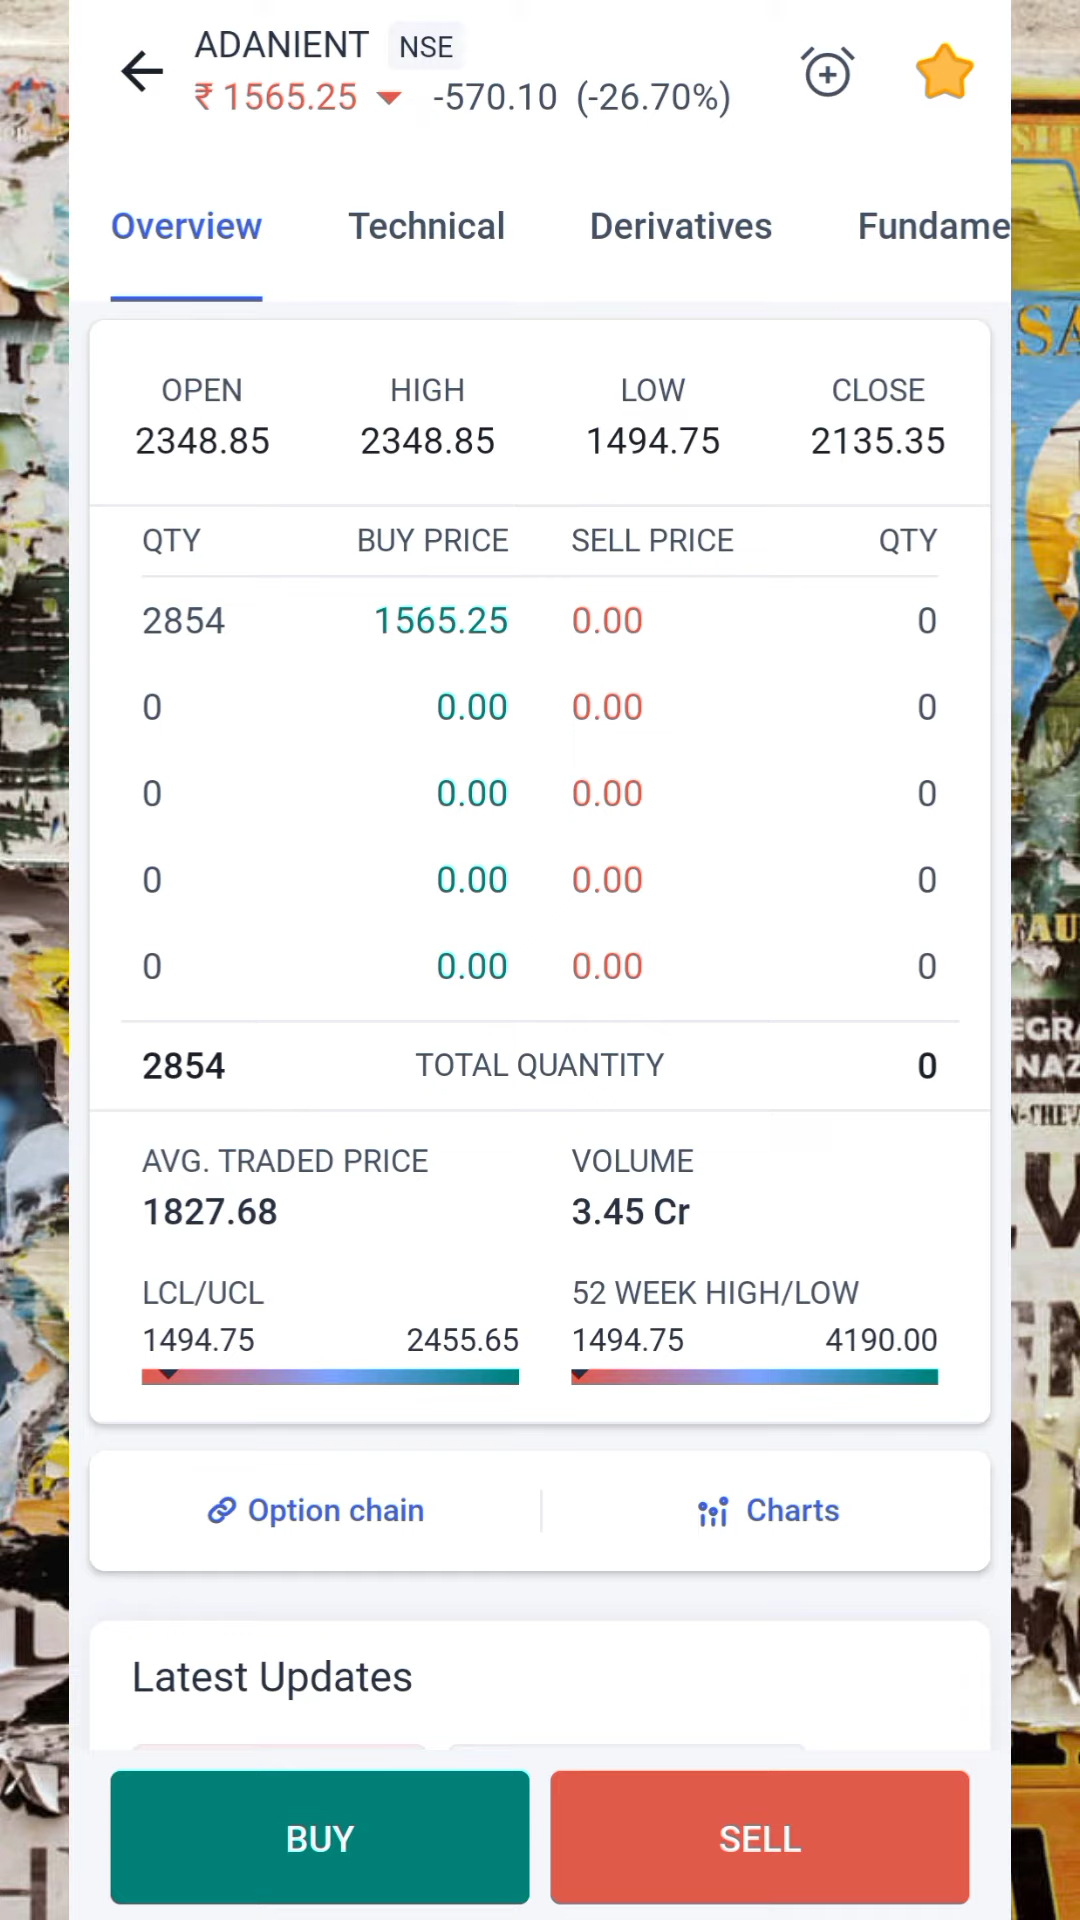 ADANIENT NSE
₹ 1565.25 -570.10 (-26.70%)
Overview Technical Derivatives Fundame
OPEN HIGH LOW CLOSE
2348.85 2348.85 1494.75 2135.35
QTY BUY PRICE SELL PRICE QTY
2854 1565.25 0.00 0
0 0.00 0.00 0
0 0.00 0.00 0
0 0.00 0.00 0
0 0.00 0.00 0
2854 TOTAL QUANTITY 0
AVG. TRADED PRICE VOLUME
1827.68 3.45 Cr
LCL/UCL 52 WEEK HIGH/LOW
1494.75 2455.65 1494.75 4190.00
Option chain Charts
Latest Updates
BUY SELL